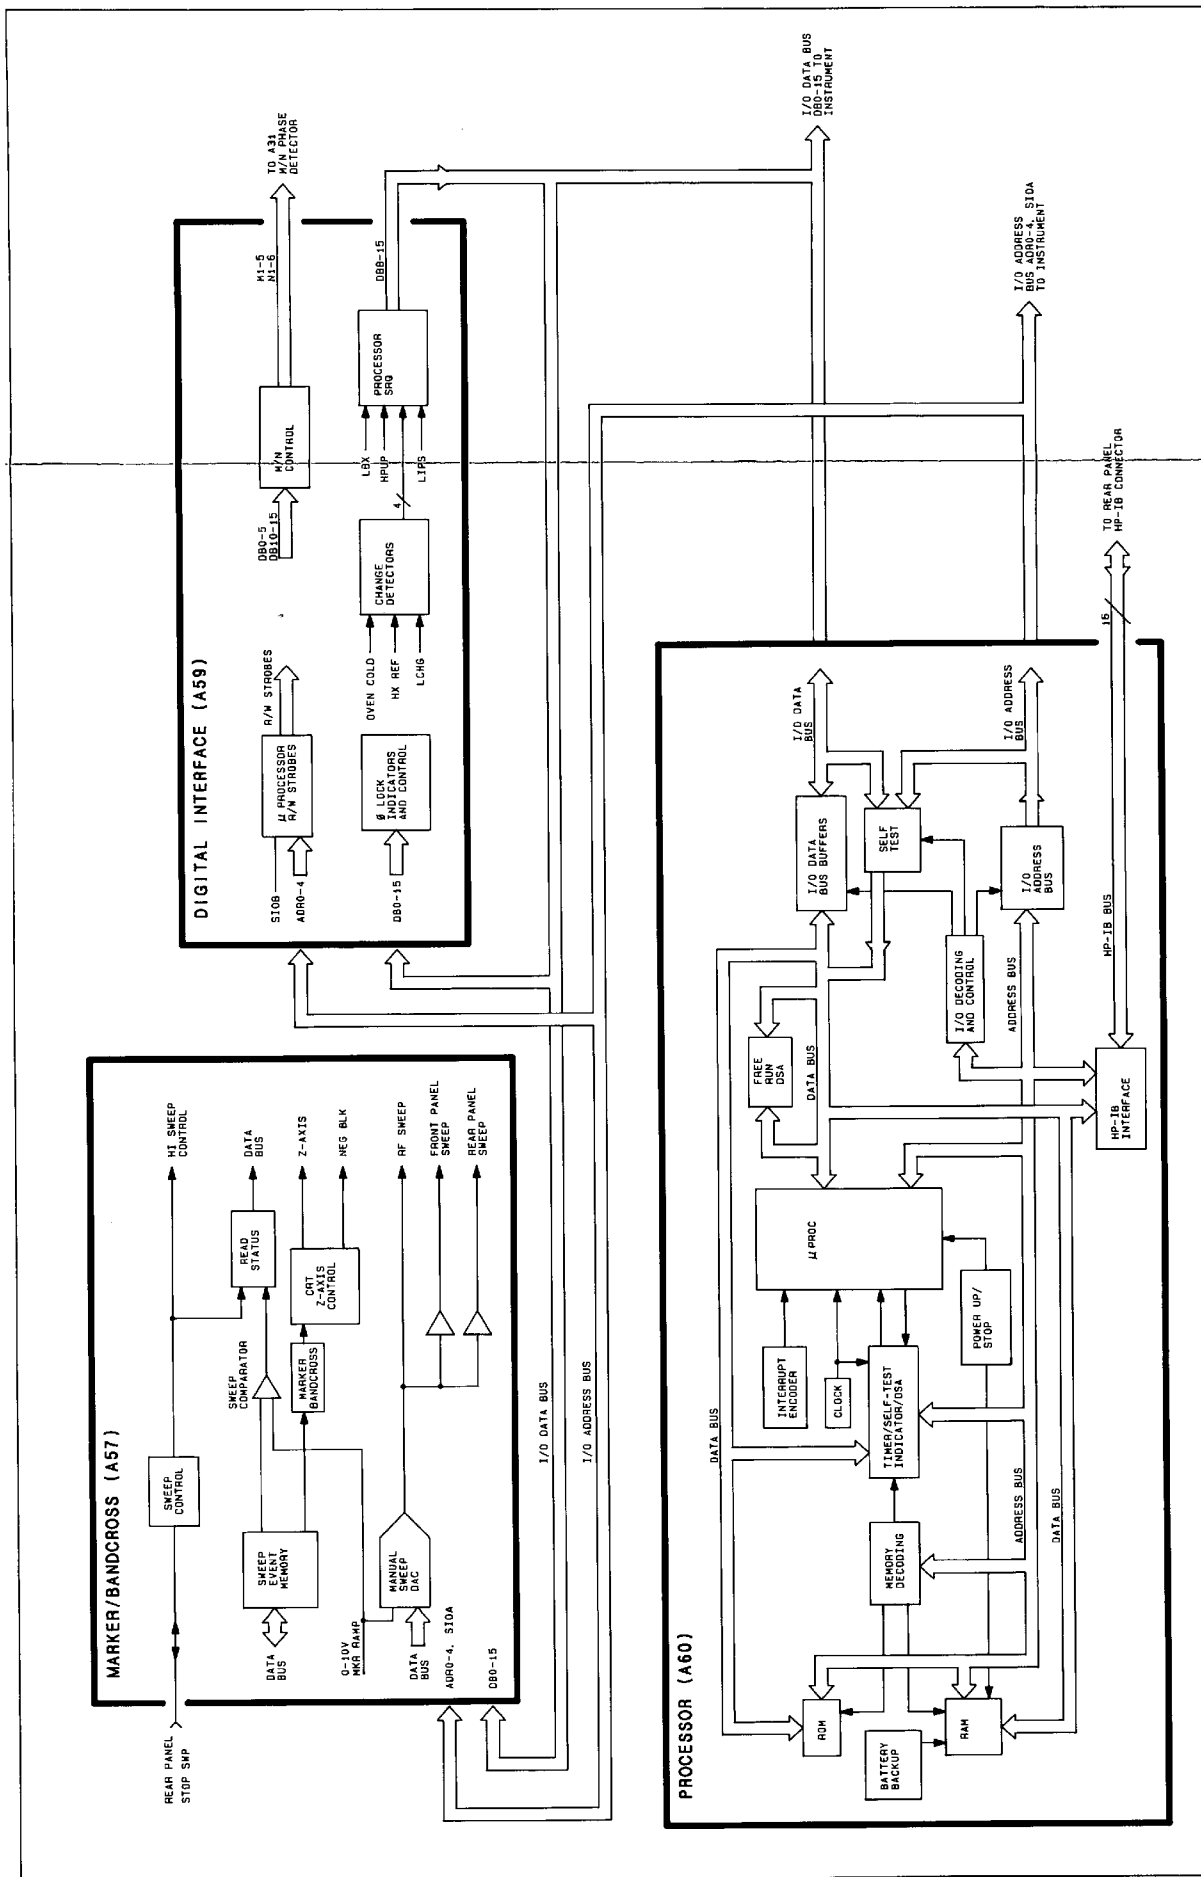 MARKER/BANDCROSS (A57)
REAR PANEL
STOP SWP
SWEEP
CONTROL
HI SWEEP
CONTROL
DATA
BUS
SWEEP
EVENT
MEMORY
SWEEP
COMPARATOR
READ
STATUS
DATA
BUS
MARKER
BANDCROSS
CRT
Z-AXIS
CONTROL
Z-AXIS
NEG BLK
0-10V
MKR RAMP
DATA
BUS
MANUAL
SWEEP
DAC
RF SWEEP
FRONT PANEL
SWEEP
REAR PANEL
SWEEP
ADR0-4, SIOA
DB0-15
I/O DATA BUS
I/O ADDRESS BUS
DIGITAL INTERFACE (A59)
SIOB
ADR0-4
µ PROCESSOR
R/W STROBES
R/W STROBES
DB0-5
DB10-15
M/N
CONTROL
M1-5
N1-6
TO A31
M/N PHASE
DETECTOR
DB0-15
Ø LOCK
INDICATORS
AND CONTROL
OVEN COLD
HX REF
LCHG
CHANGE
DETECTORS
4
LBX
HPUP
LIPS
PROCESSOR
SRQ
DB8-15
I/O DATA BUS
DB0-15 TO
INSTRUMENT
I/O ADDRESS
BUS ADR0-4, SIOA
TO INSTRUMENT
PROCESSOR (A60)
DATA BUS
ROM
BATTERY
BACKUP
RAM
MEMORY
DECODING
TIMER/SELF-TEST
INDICATOR/DSA
INTERRUPT
ENCODER
CLOCK
POWER UP/
STOP
µPROC
FREE
RUN
DSA
DATA BUS
I/O DATA
BUS BUFFERS
I/O DATA
BUS
SELF
TEST
I/O DECODING
AND CONTROL
I/O
ADDRESS
BUS
I/O ADDRESS
BUS
ADDRESS BUS
ADDRESS BUS
DATA BUS
HP-IB
INTERFACE
HP-IB BUS
16
TO REAR PANEL
HP-IB CONNECTOR